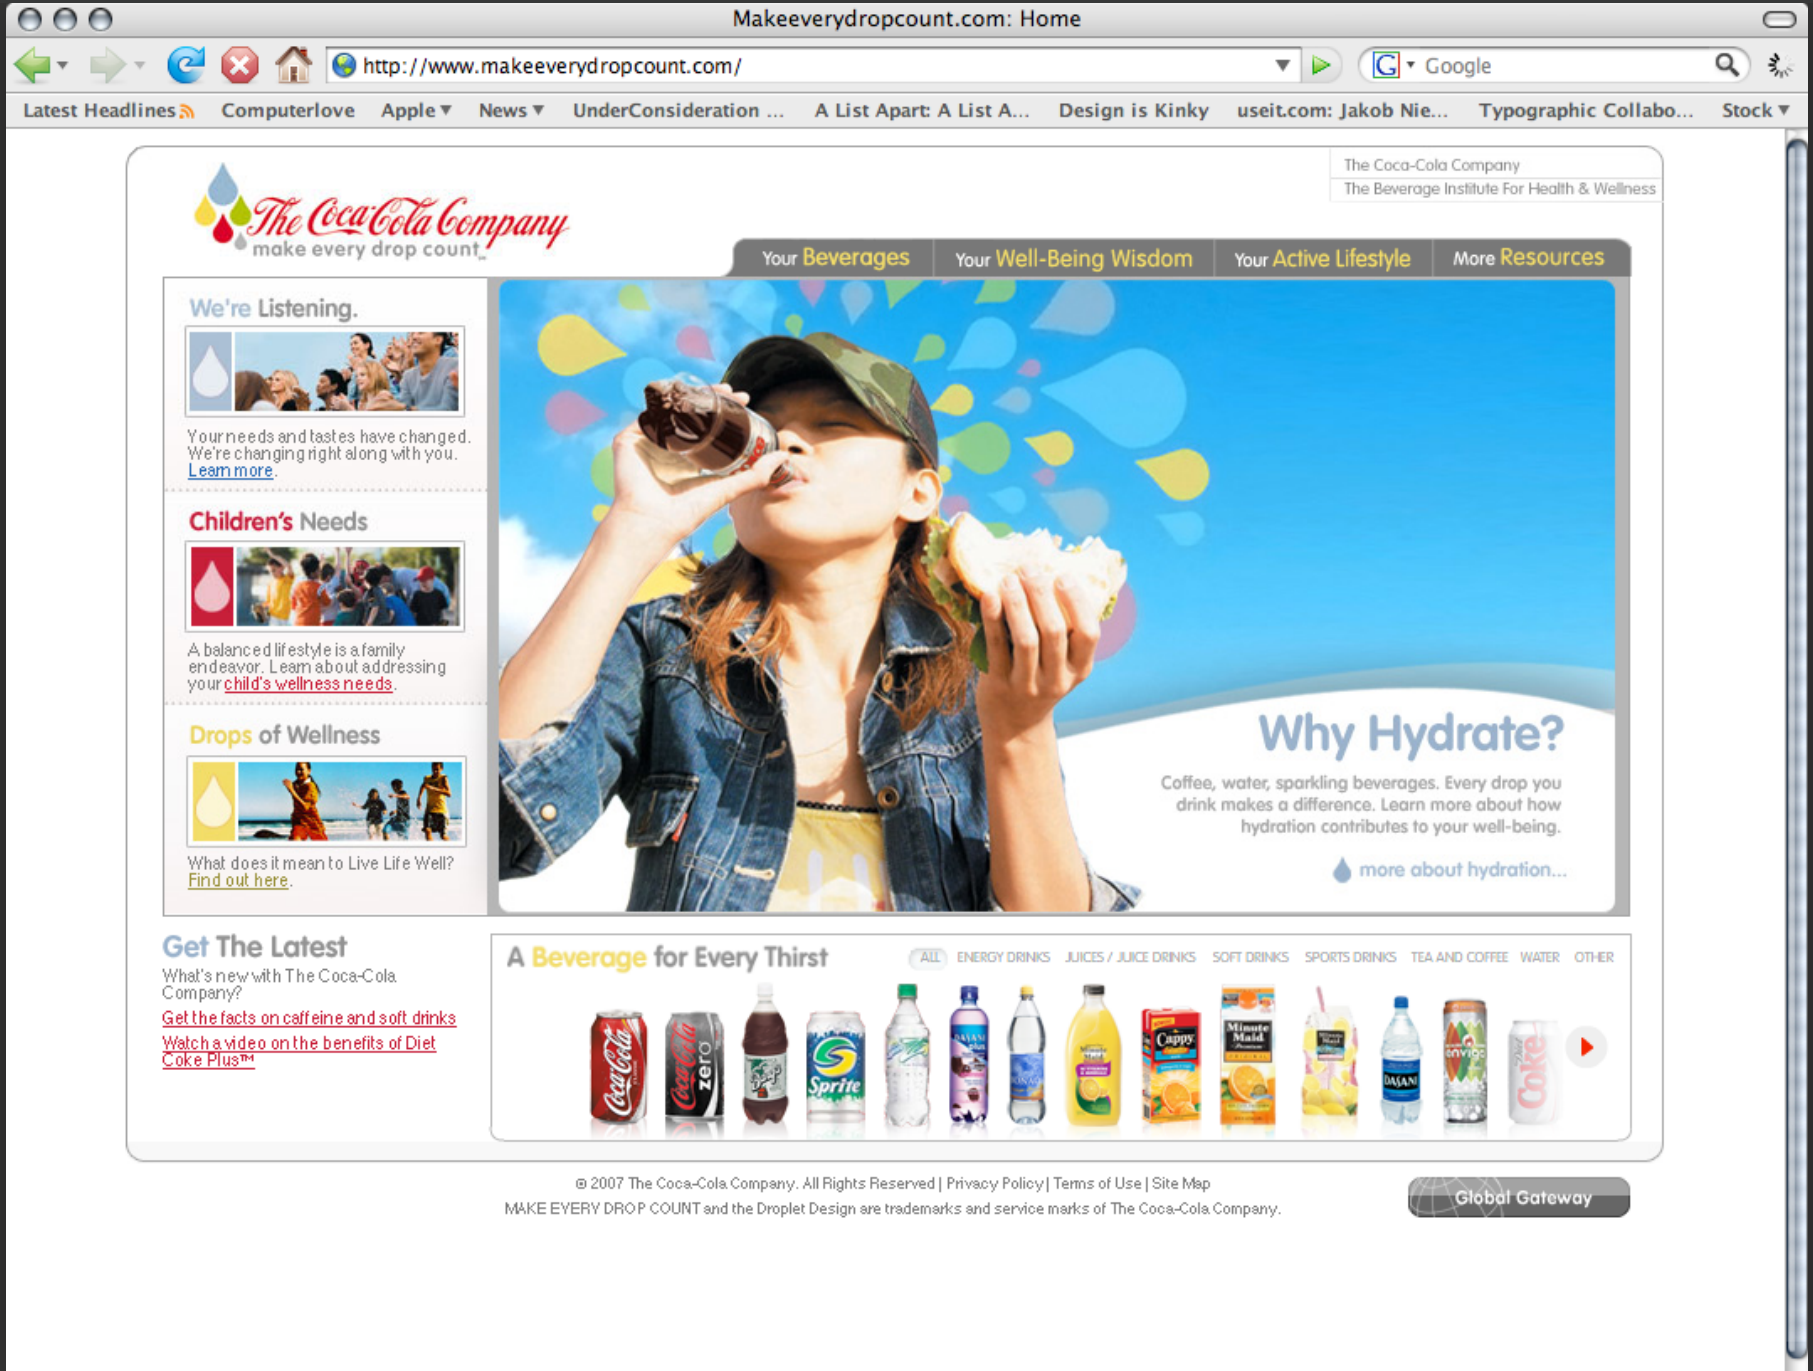 Makeeverydropcount.com: Home
http://www.makeeverydropcount.com/
Google
Latest Headlines
Computerlove
Apple
News
UnderConsideration ...
A List Apart: A List A...
Design is Kinky
useit.com: Jakob Nie...
Typographic Collabo...
Stock
The Coca-Cola Company
The Beverage Institute For Health & Wellness
The Coca-Cola Company
make every drop count
Your Beverages
Your Well-Being Wisdom
Your Active Lifestyle
More Resources
We're Listening.
Your needs and tastes have changed.
We're changing right along with you.
Learn more.
Children's Needs
A balanced lifestyle is a family
endeavor. Learn about addressing
your child's wellness needs.
Drops of Wellness
What does it mean to Live Life Well?
Find out here.
Why Hydrate?
Coffee, water, sparkling beverages. Every drop you
drink makes a difference. Learn more about how
hydration contributes to your well-being.
more about hydration...
Get The Latest
What's new with The Coca-Cola
Company?
Get the facts on caffeine and soft drinks
Watch a video on the benefits of Diet
Coke Plus™
A Beverage for Every Thirst
ALL
ENERGY DRINKS
JUICES / JUICE DRINKS
SOFT DRINKS
SPORTS DRINKS
TEA AND COFFEE
WATER
OTHER
Coca-Cola
Coca-Cola zero
Sprite
DASANI plus
Minute Maid
Cappy
Minute Maid
Minute Maid
DASANI
enviga
Coke
© 2007 The Coca-Cola Company. All Rights Reserved | Privacy Policy | Terms of Use | Site Map
MAKE EVERY DROP COUNT and the Droplet Design are trademarks and service marks of The Coca-Cola Company.
Global Gateway